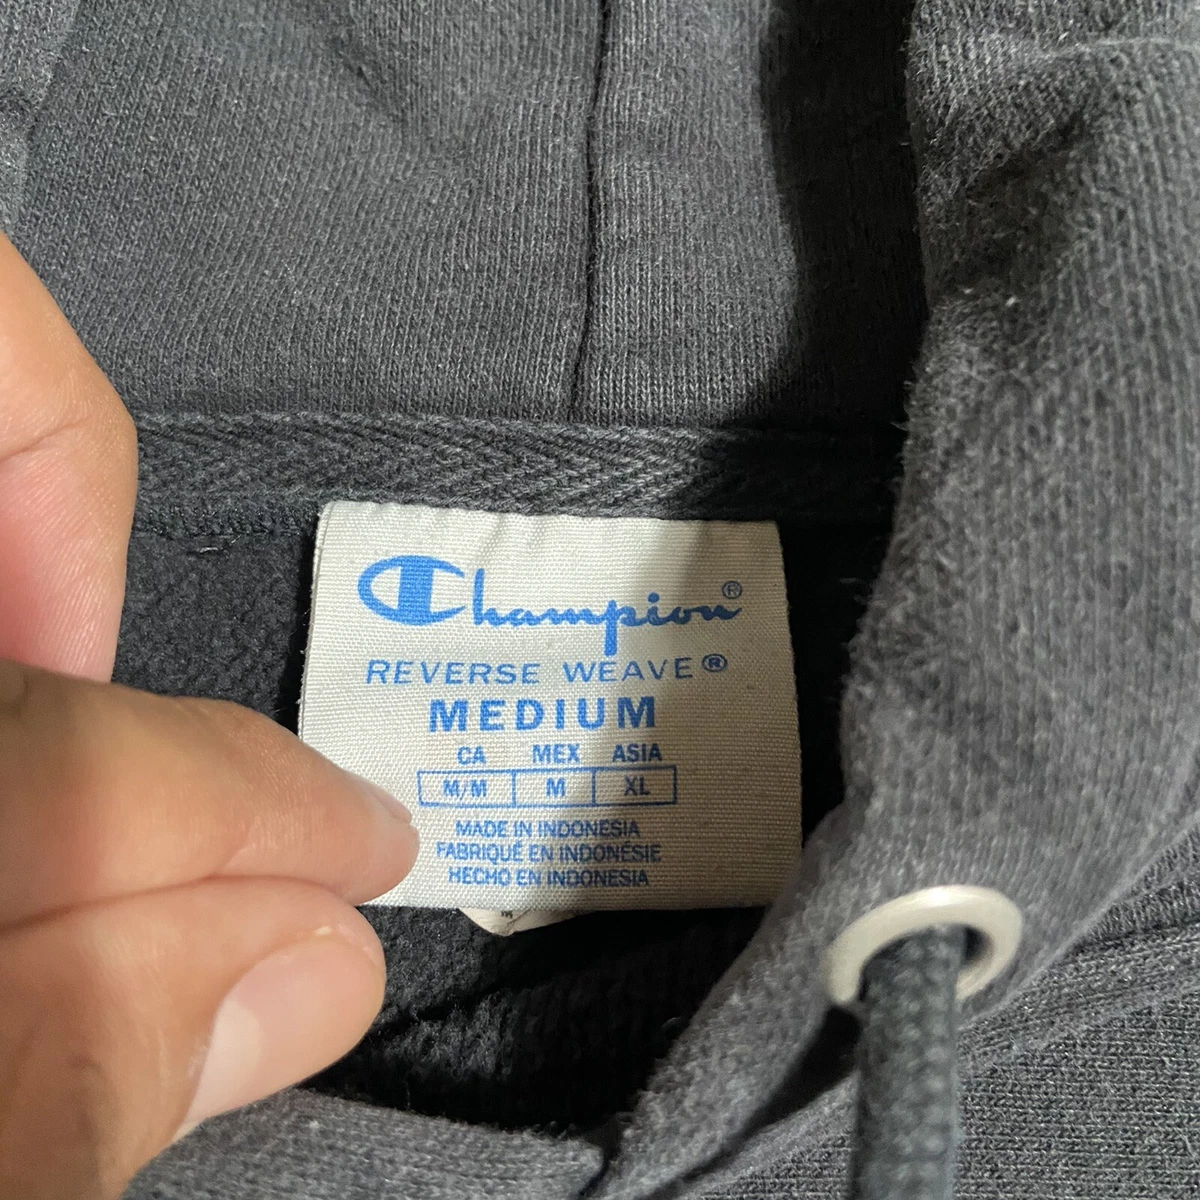 Champion®
REVERSE WEAVE®
MEDIUM
CA MEX ASIA
M/M M XL
MADE IN INDONESIA
FABRIQUÉ EN INDONÉSIE
HECHO EN INDONESIA